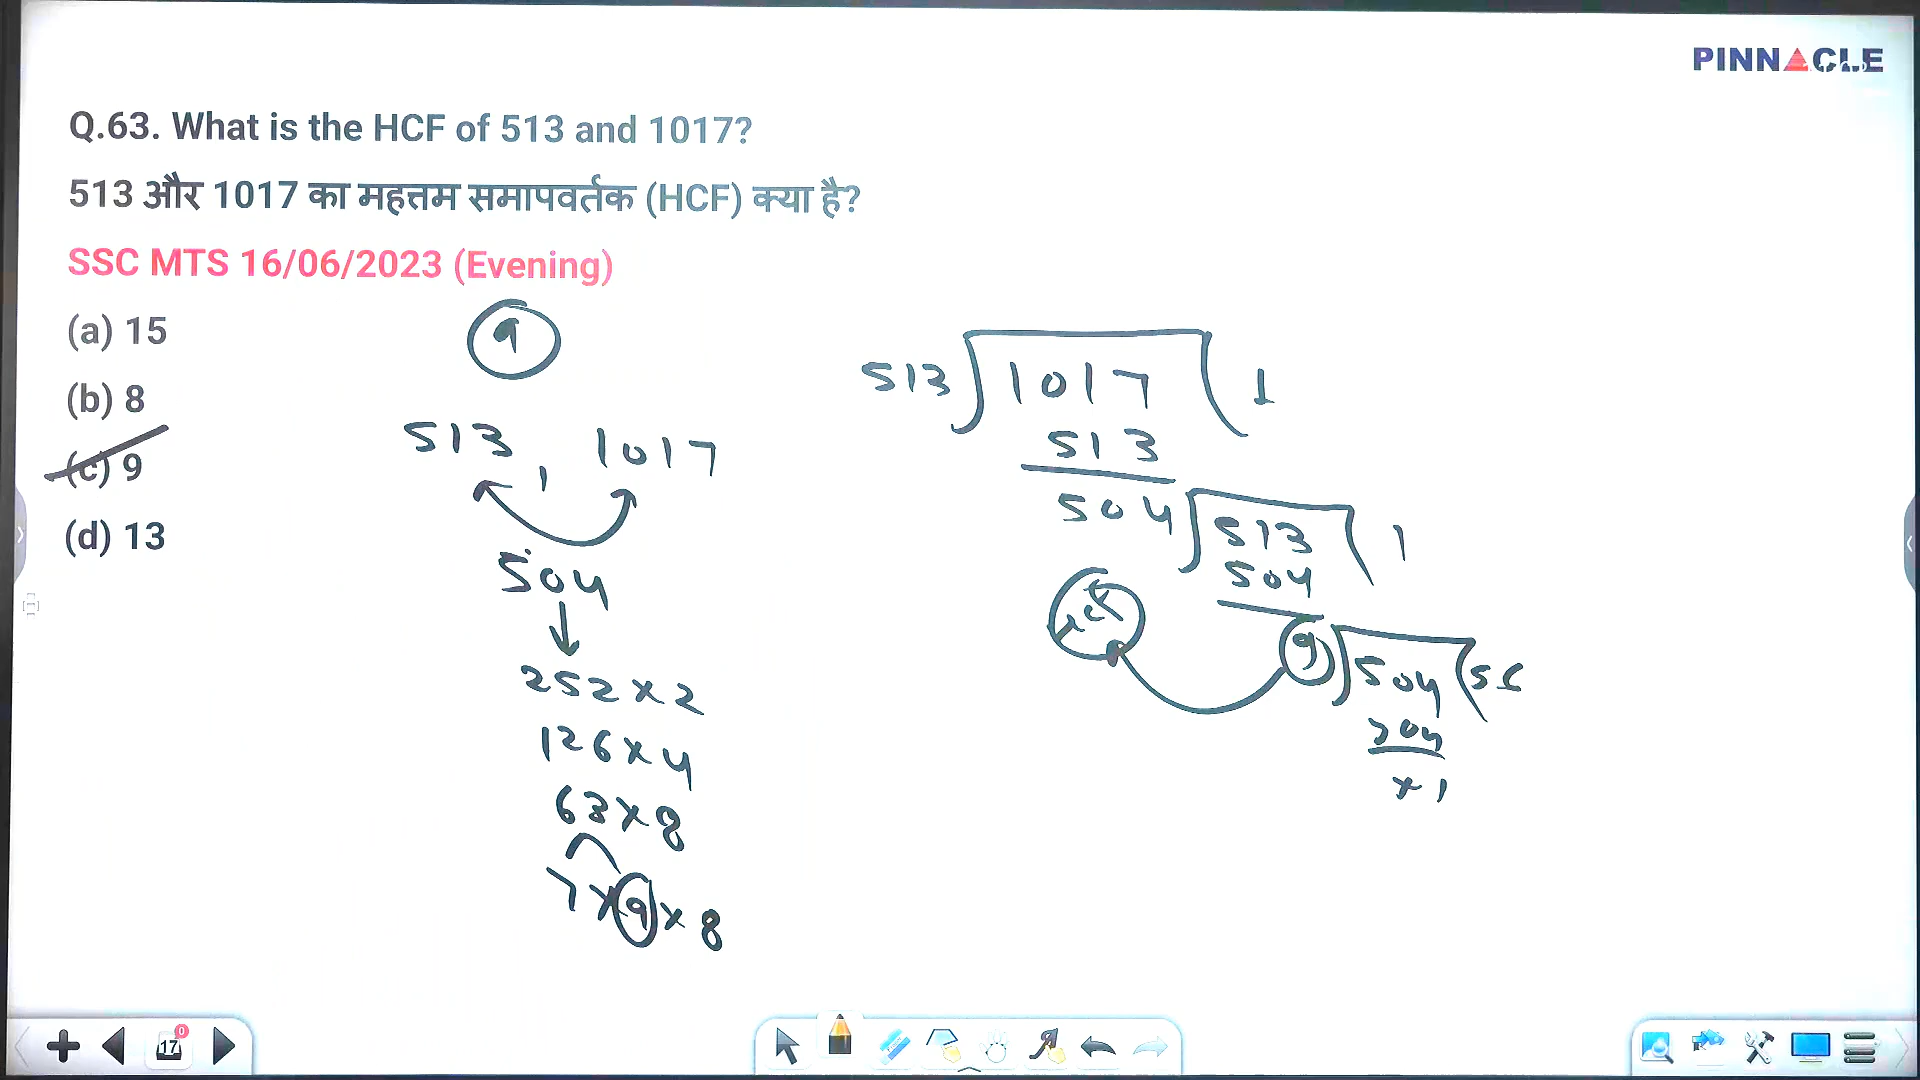 PINNACLE
Q.63. What is the HCF of 513 and 1017?
513 और 1017 का महत्तम समापवर्तक (HCF) क्या है?
SSC MTS 16/06/2023 (Evening)
(a) 15
(b) 8
(c) 9
(d) 13
9
513, 1017
504
252 × 2
126 × 4
63 × 8
7 × 9 × 8
513 ) 1017 ( 1
513
504 ) 513 ( 1
504
9 ) 504 ( 56
504
×
17
0